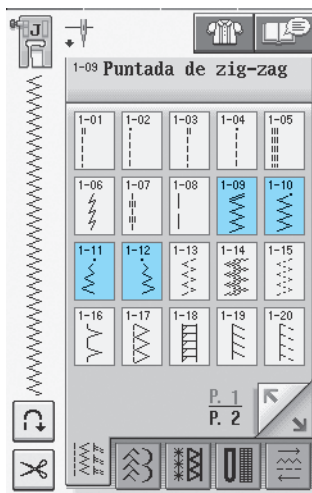 J
1-09 Puntada de zig-zag
1-01 1-02 1-03 1-04 1-05
1-06 1-07 1-08 1-09 1-10
1-11 1-12 1-13 1-14 1-15
1-16 1-17 1-18 1-19 1-20
P. 1
P. 2